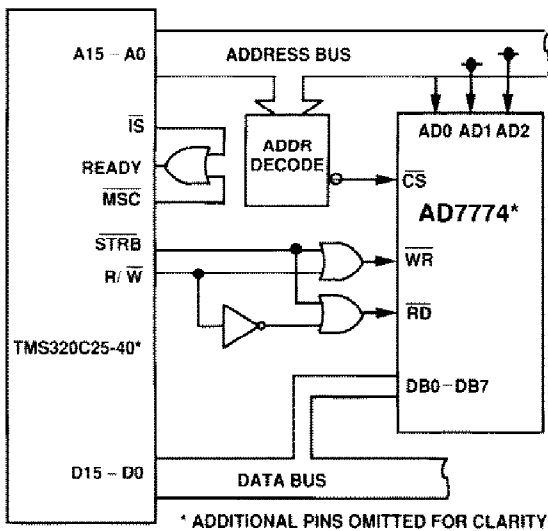 A15 – A0
ADDRESS BUS
IS
ADDR
DECODE
AD0 AD1 AD2
READY
CS
MSC
AD7774*
STRB
WR
R/W
RD
TMS320C25-40*
DB0–DB7
D15 – D0
DATA BUS
* ADDITIONAL PINS OMITTED FOR CLARITY